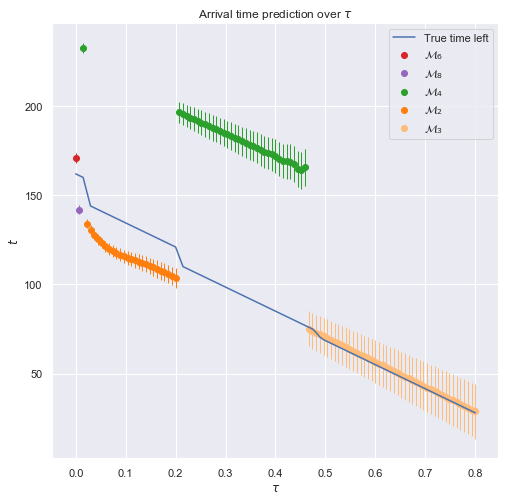 Arrival time prediction over τ
True time left
ℳ₆
ℳ₈
ℳ₄
ℳ₂
ℳ₃
200
150
100
50
t
0.0 0.1 0.2 0.3 0.4 0.5 0.6 0.7 0.8
τ